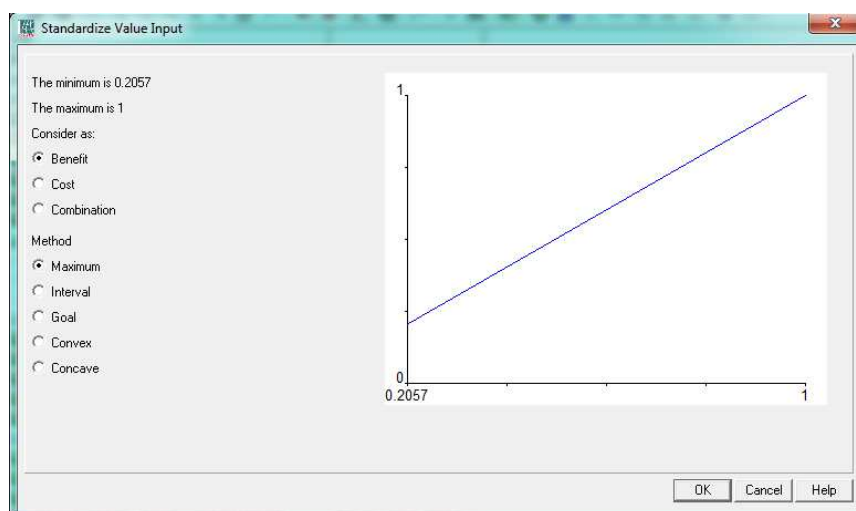 Standardize Value Input
The minimum is 0.2057
The maximum is 1
Consider as:
Benefit
Cost
Combination
Method
Maximum
Interval
Goal
Convex
Concave
1
0
0.2057 1
OK Cancel Help